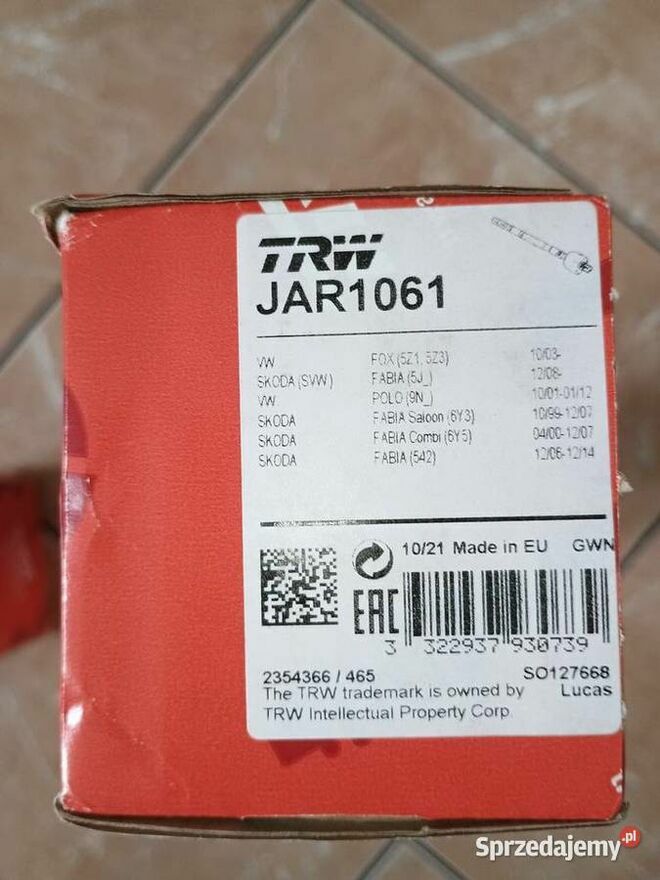 TRW
JAR1061
VW FOX (5Z1, 5Z3) 10/03-
SKODA (SVW) FABIA (5J_) 12/08-
VW POLO (9N_) 10/01-01/12
SKODA FABIA Saloon (6Y3) 10/99-12/07
SKODA FABIA Combi (6Y5) 04/00-12/07
SKODA FABIA (542) 12/06-12/14
10/21 Made in EU GWN
EAC
3 322937 930739
2354366 / 465 SO127668
The TRW trademark is owned by Lucas
TRW Intellectual Property Corp.
Sprzedajemy.pl